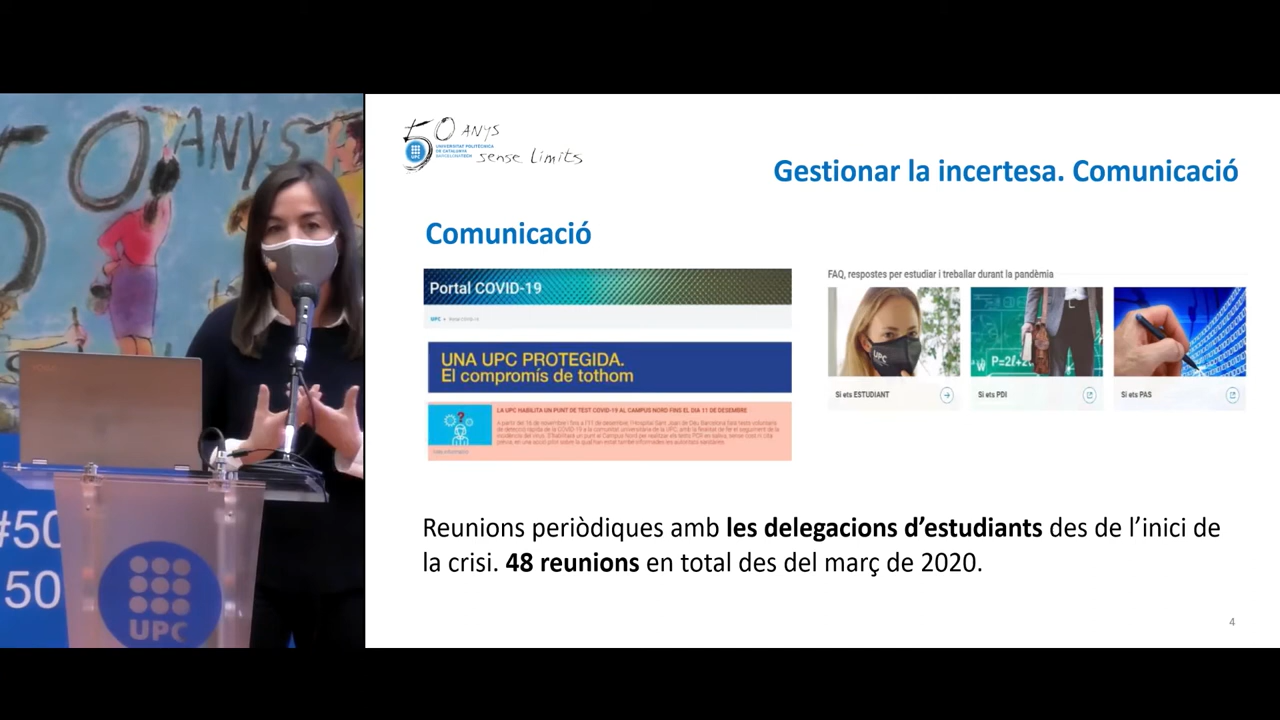 50 ANYS
#50
50
UPC
50 ANYS
UPC
UNIVERSITAT POLITÈCNICA
DE CATALUNYA
BARCELONATECH
sense límits
Gestionar la incertesa. Comunicació
Comunicació
Portal COVID-19
UPC
UNA UPC PROTEGIDA.
El compromís de tothom
LA UPC HABILITA UN PUNT DE TEST COVID-19 AL CAMPUS NORD FINS EL DIA 11 DE DESEMBRE
FAQ, respostes per estudiar i treballar durant la pandèmia
UPC
Si ets ESTUDIANT
Si ets PDI
Si ets PAS
Reunions periòdiques amb les delegacions d’estudiants des de l’inici de
la crisi. 48 reunions en total des del març de 2020.
4